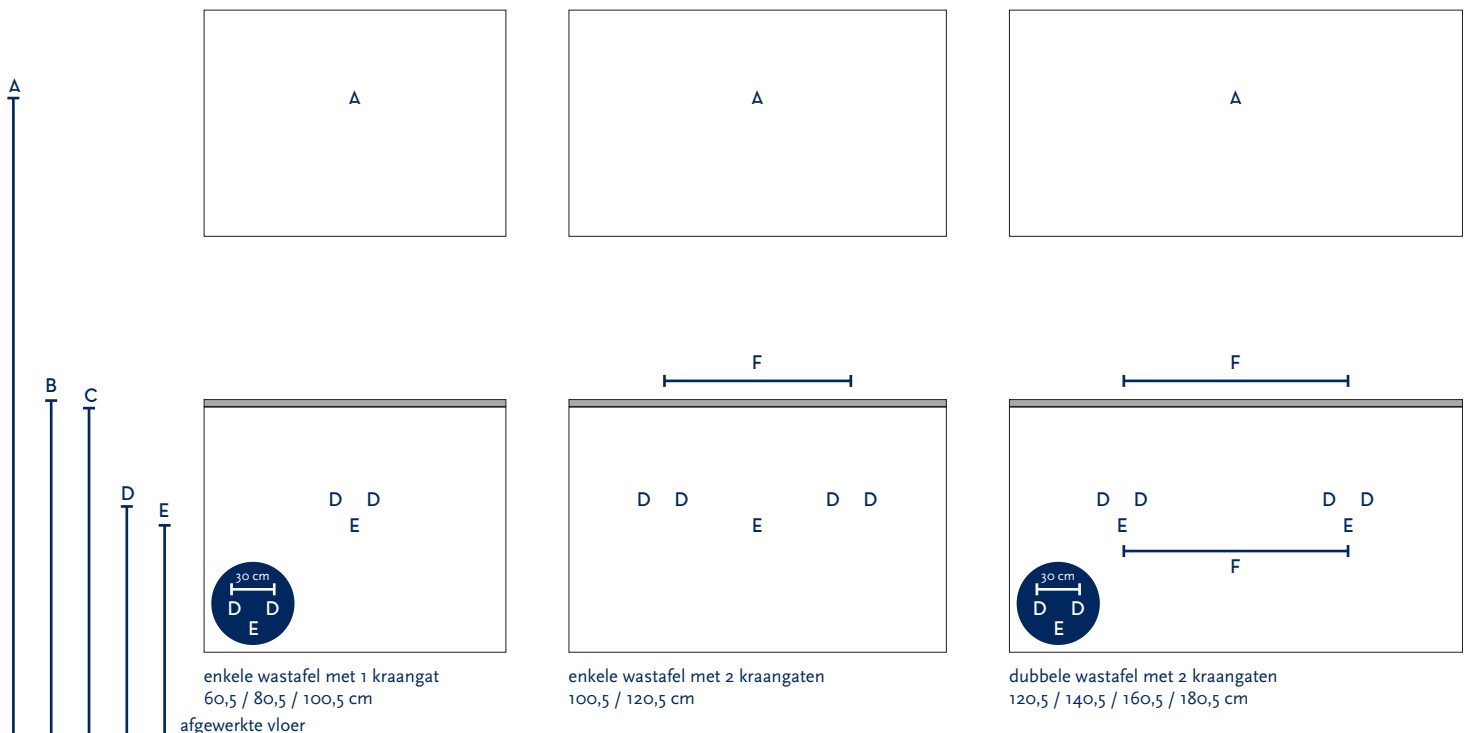 A
A
A
A
F
F
B
C
D
E
D D
E
D D D D
E
D D D D
E E
F
30 cm
D D
E
30 cm
D D
E
enkele wastafel met 1 kraangat
60,5 / 80,5 / 100,5 cm
enkele wastafel met 2 kraangaten
100,5 / 120,5 cm
dubbele wastafel met 2 kraangaten
120,5 / 140,5 / 160,5 / 180,5 cm
afgewerkte vloer